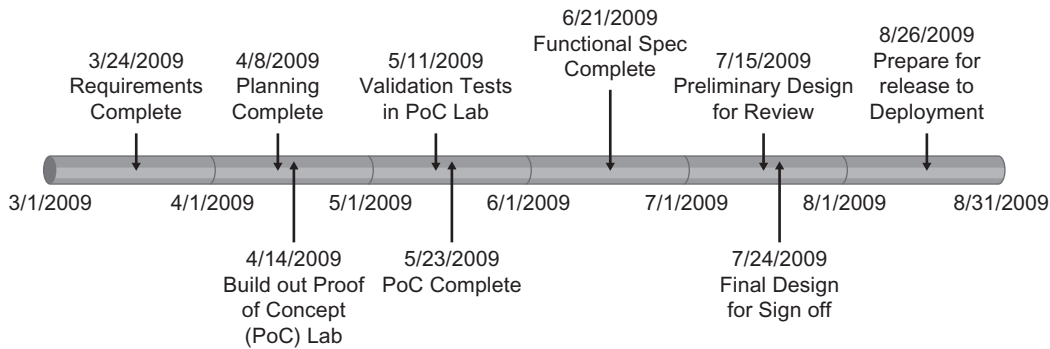 3/24/2009
Requirements
Complete
4/8/2009
Planning
Complete
5/11/2009
Validation Tests
in PoC Lab
6/21/2009
Functional Spec
Complete
7/15/2009
Preliminary Design
for Review
8/26/2009
Prepare for
release to
Deployment
3/1/2009
4/1/2009
5/1/2009
6/1/2009
7/1/2009
8/1/2009
8/31/2009
4/14/2009
Build out Proof
of Concept
(PoC) Lab
5/23/2009
PoC Complete
7/24/2009
Final Design
for Sign off